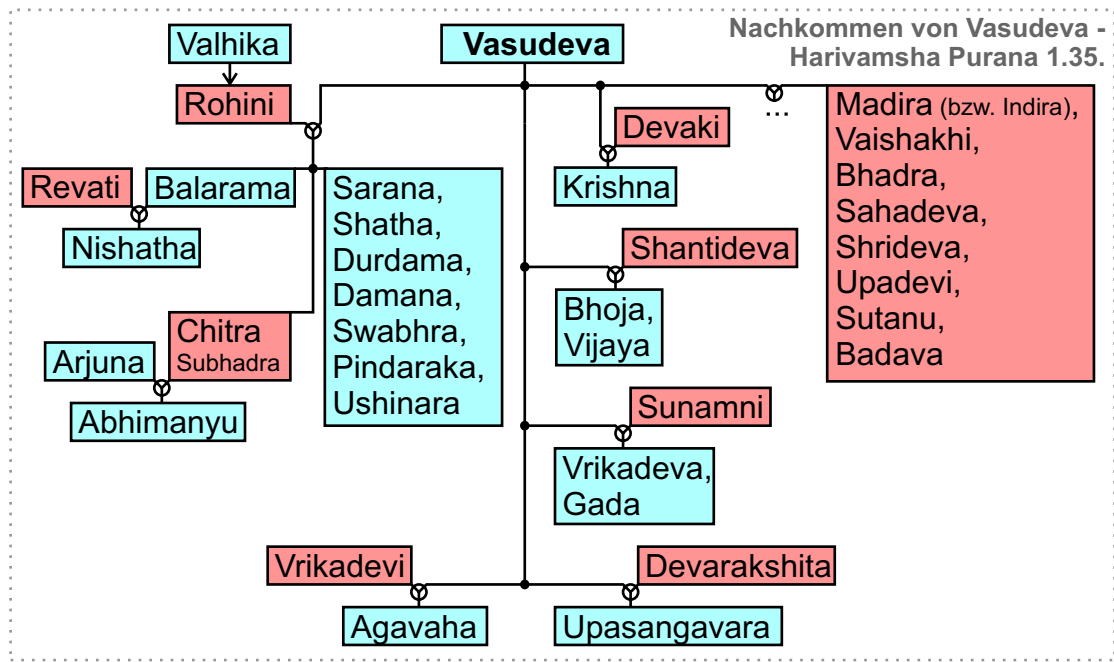 Nachkommen von Vasudeva -
Harivamsha Purana 1.35.
Valhika
Vasudeva
Rohini
Devaki
...
Madira (bzw. Indira),
Vaishakhi,
Bhadra,
Sahadeva,
Shrideva,
Upadevi,
Sutanu,
Badava
Revati
Balarama
Nishatha
Sarana,
Shatha,
Durdama,
Damana,
Swabhra,
Pindaraka,
Ushinara
Krishna
Shantideva
Bhoja,
Vijaya
Chitra
Subhadra
Arjuna
Abhimanyu
Sunamni
Vrikadeva,
Gada
Vrikadevi
Devarakshita
Agavaha
Upasangavara